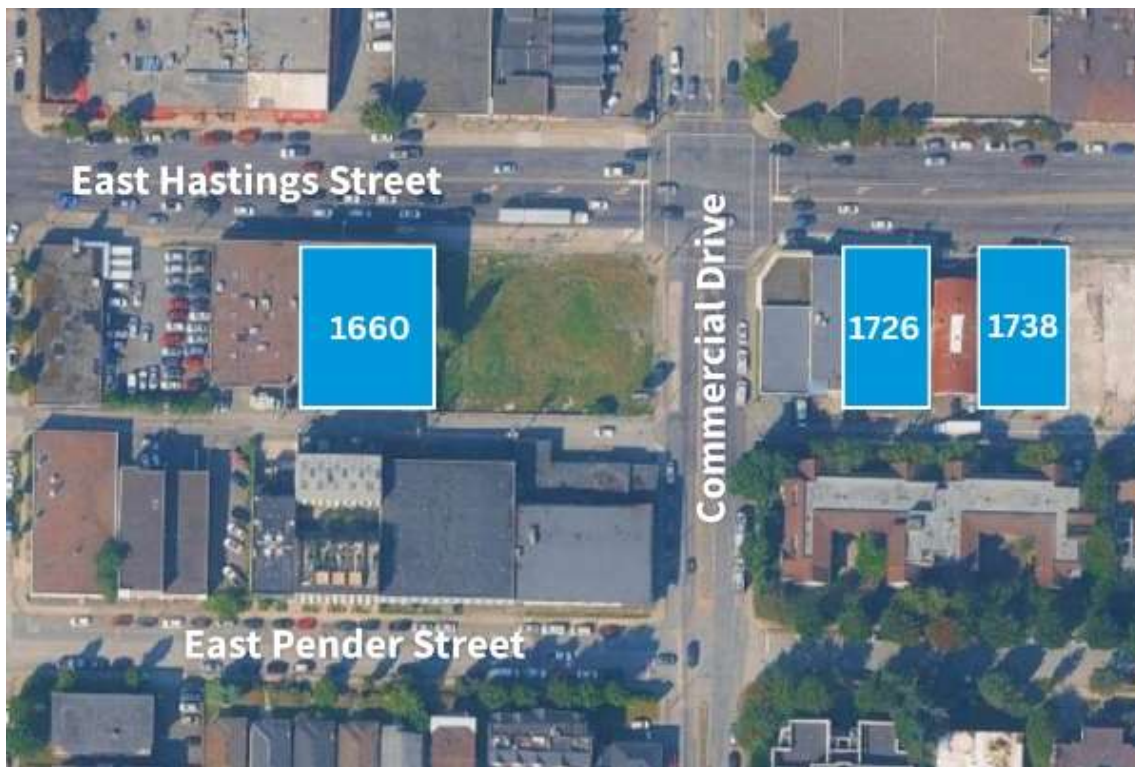 East Hastings Street
Commercial Drive
1660
1726
1738
East Pender Street